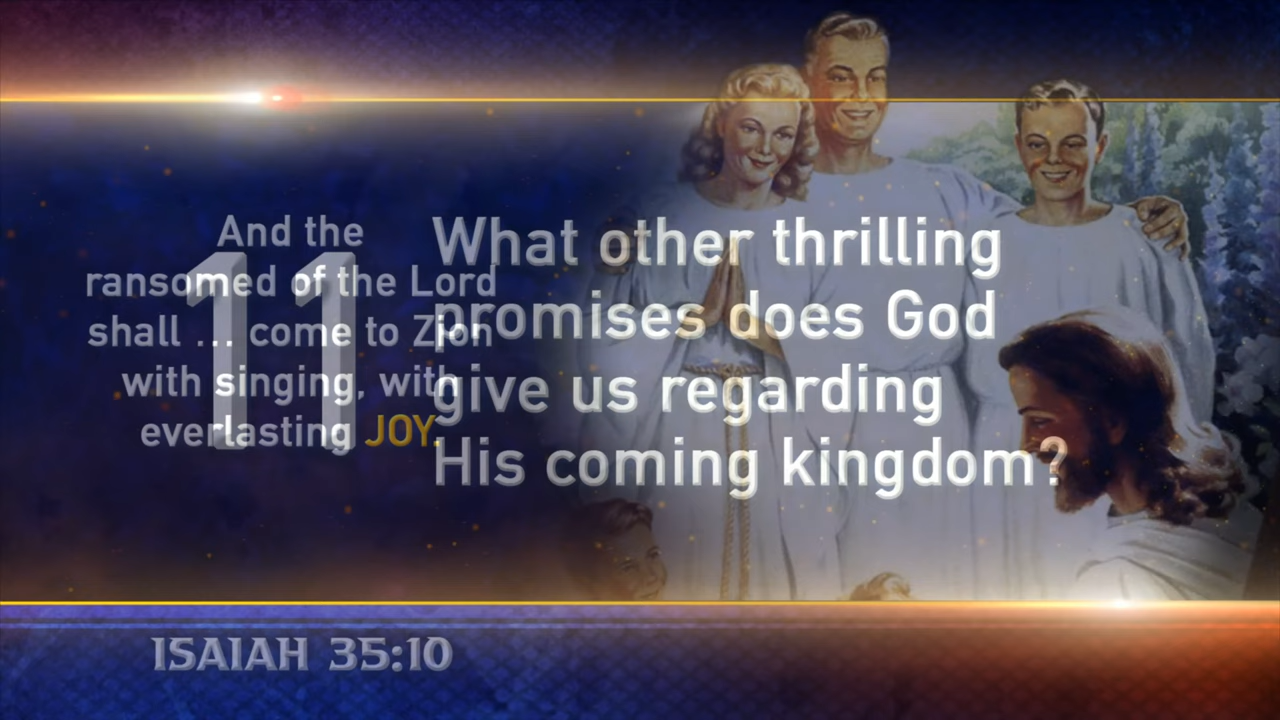 And the
ransomed of the Lord
shall … come to Zion
with singing, with
everlasting JOY.
11
What other thrilling
promises does God
give us regarding
His coming kingdom?
ISAIAH 35:10